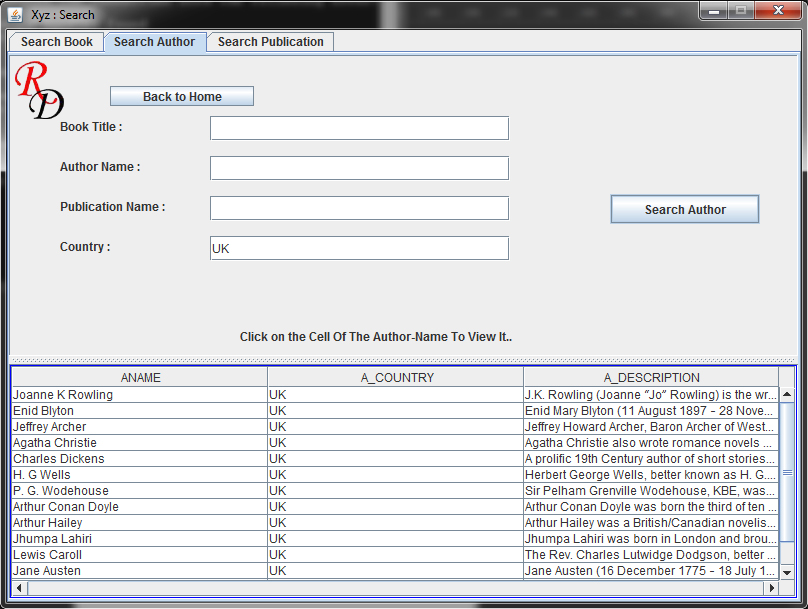 Xyz : Search
Search Book Search Author Search Publication
RD
Back to Home
Book Title :
Author Name :
Publication Name :
Search Author
Country : UK
Click on the Cell Of The Author-Name To View It..
ANAME A_COUNTRY A_DESCRIPTION
Joanne K Rowling UK J.K. Rowling (Joanne "Jo" Rowling) is the wr...
Enid Blyton UK Enid Mary Blyton (11 August 1897 - 28 Nove...
Jeffrey Archer UK Jeffrey Howard Archer, Baron Archer of West...
Agatha Christie UK Agatha Christie also wrote romance novels ...
Charles Dickens UK A prolific 19th Century author of short stories...
H. G Wells UK Herbert George Wells, better known as H. G....
P. G. Wodehouse UK Sir Pelham Grenville Wodehouse, KBE, was...
Arthur Conan Doyle UK Arthur Conan Doyle was born the third of ten ...
Arthur Hailey UK Arthur Hailey was a British/Canadian novelis...
Jhumpa Lahiri UK Jhumpa Lahiri was born in London and brou...
Lewis Caroll UK The Rev. Charles Lutwidge Dodgson, better ...
Jane Austen UK Jane Austen (16 December 1775 - 18 July 1...